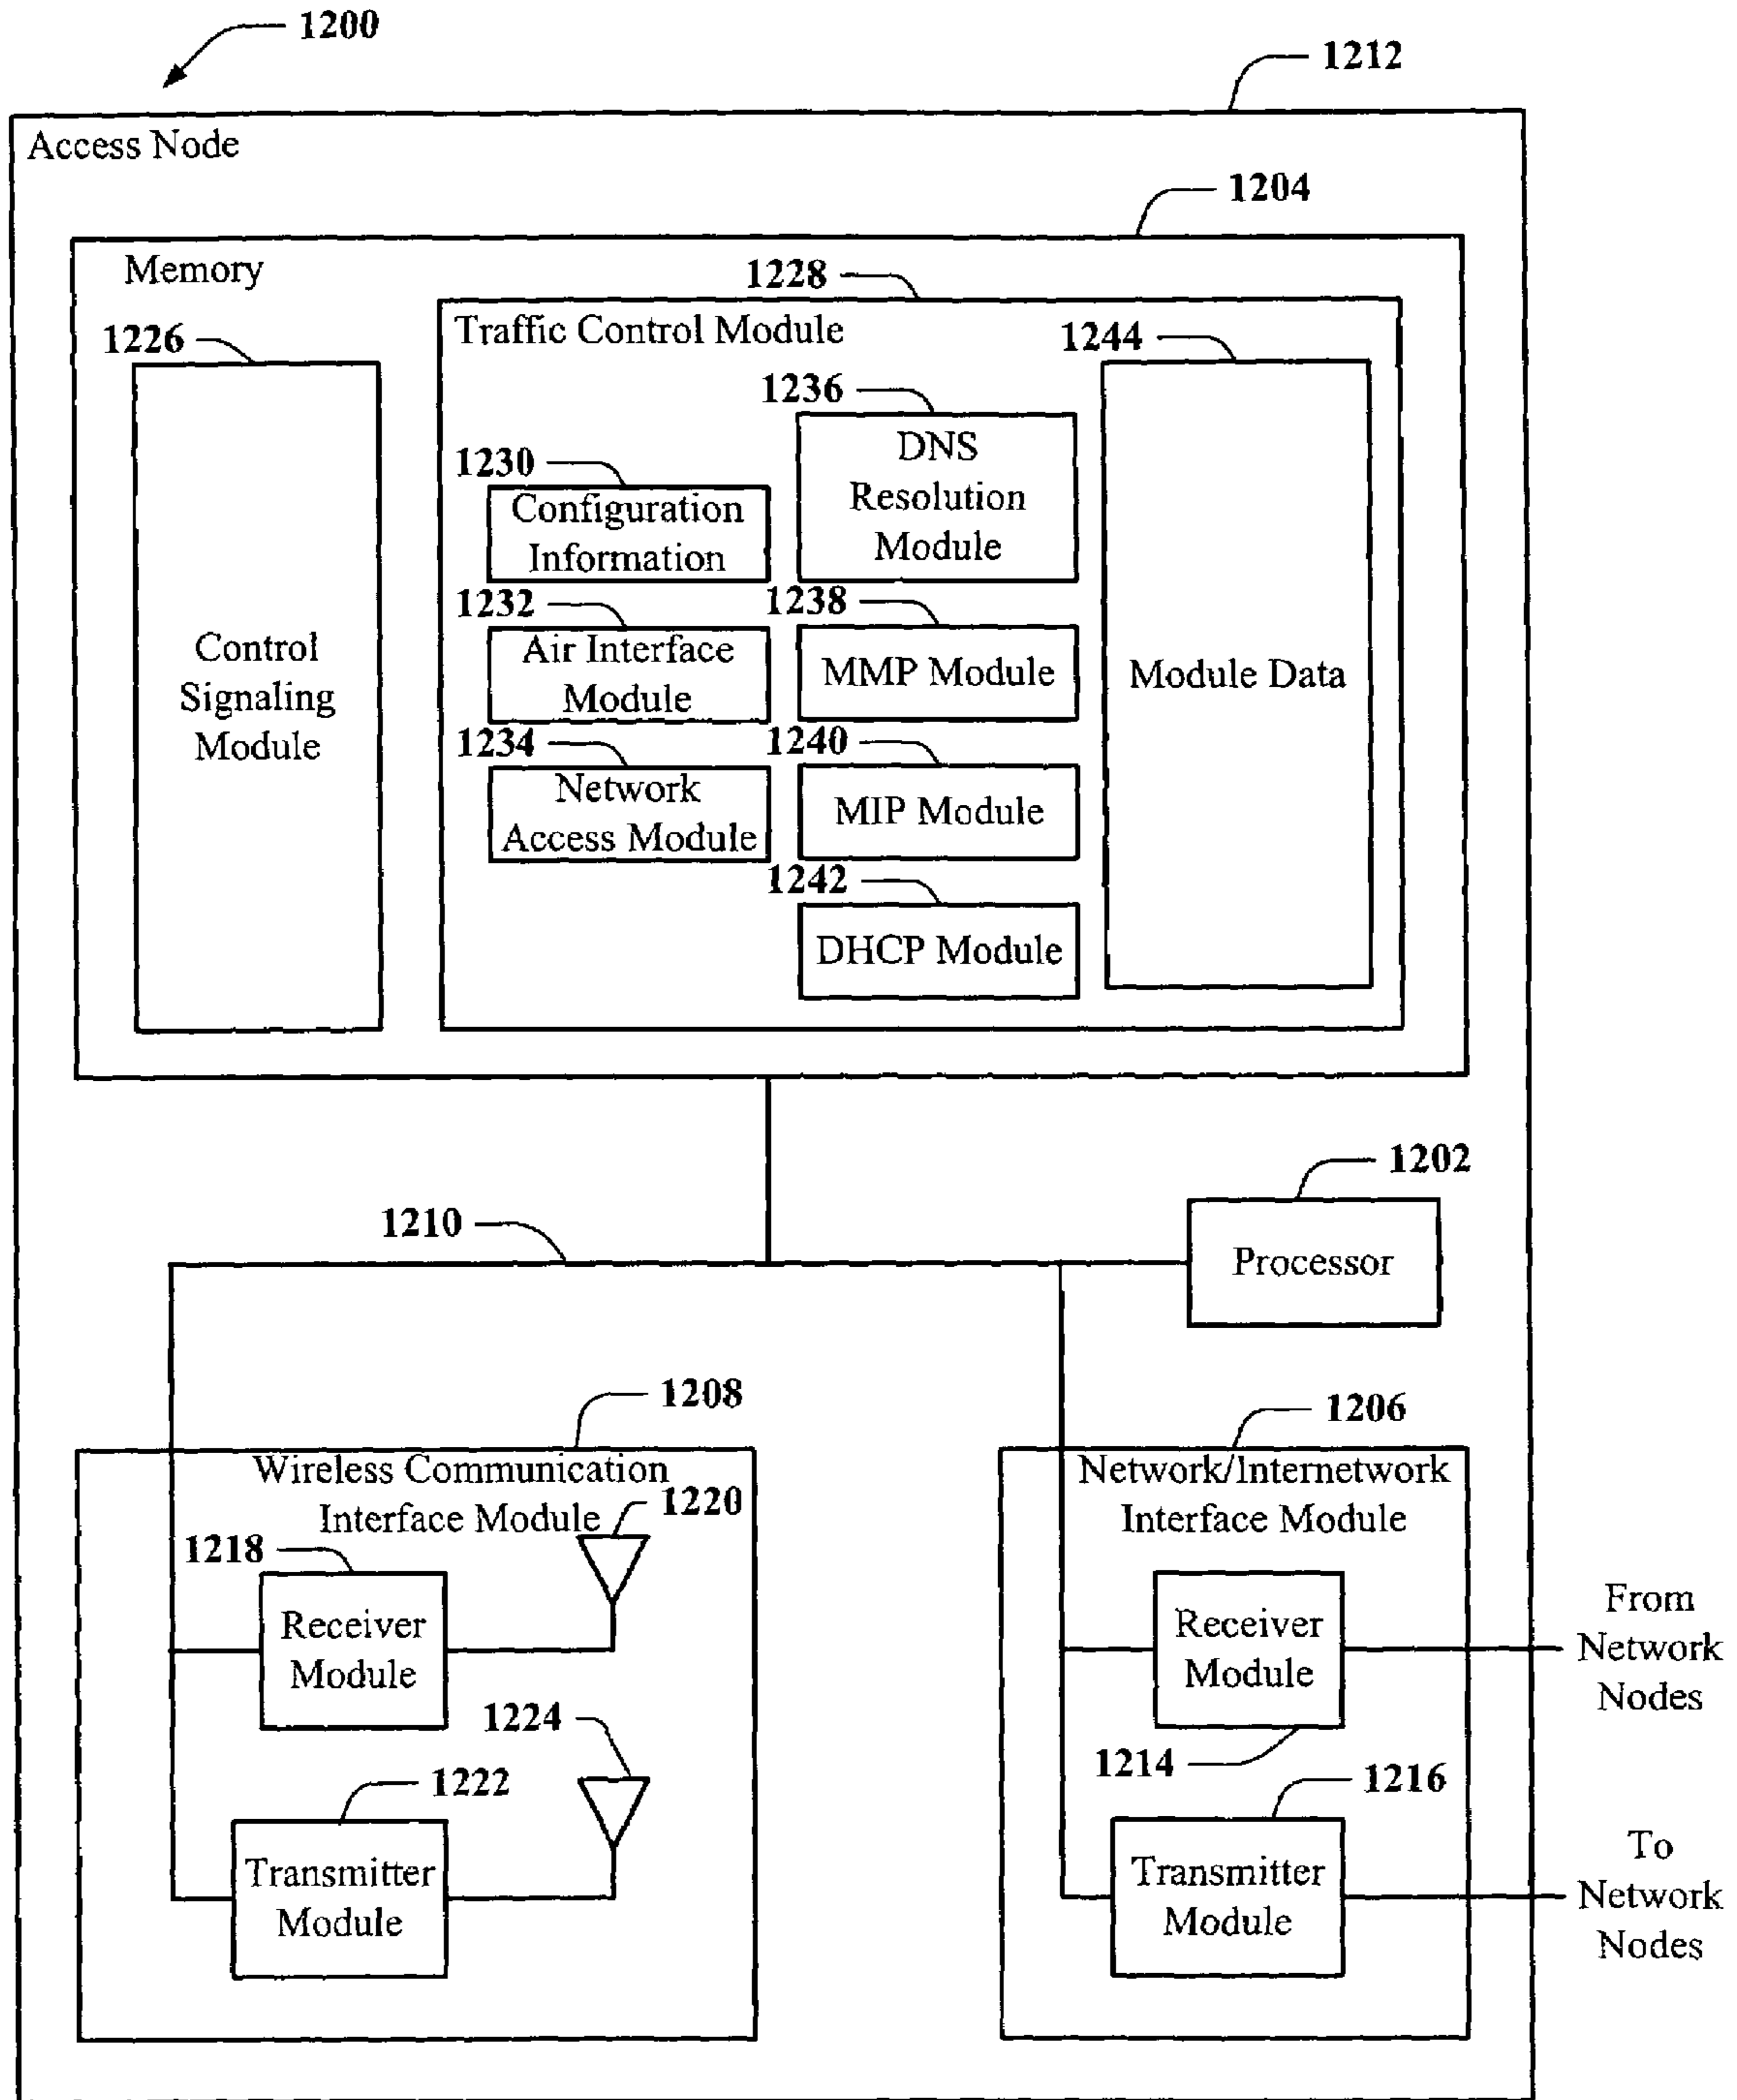 1200
1212
Access Node
1204
Memory
1228
1226
Traffic Control Module
1244
1236
DNS
Resolution
Module
1230
Configuration
Information
1232
Air Interface
Module
1238
MMP Module
1234
Network
Access Module
1240
MIP Module
1242
DHCP Module
Control
Signaling
Module
Module Data
1202
Processor
1210
1208
Wireless Communication
Interface Module
1220
1218
Receiver
Module
1224
1222
Transmitter
Module
1206
Network/Internetwork
Interface Module
Receiver
Module
1214
1216
Transmitter
Module
From
Network
Nodes
To
Network
Nodes